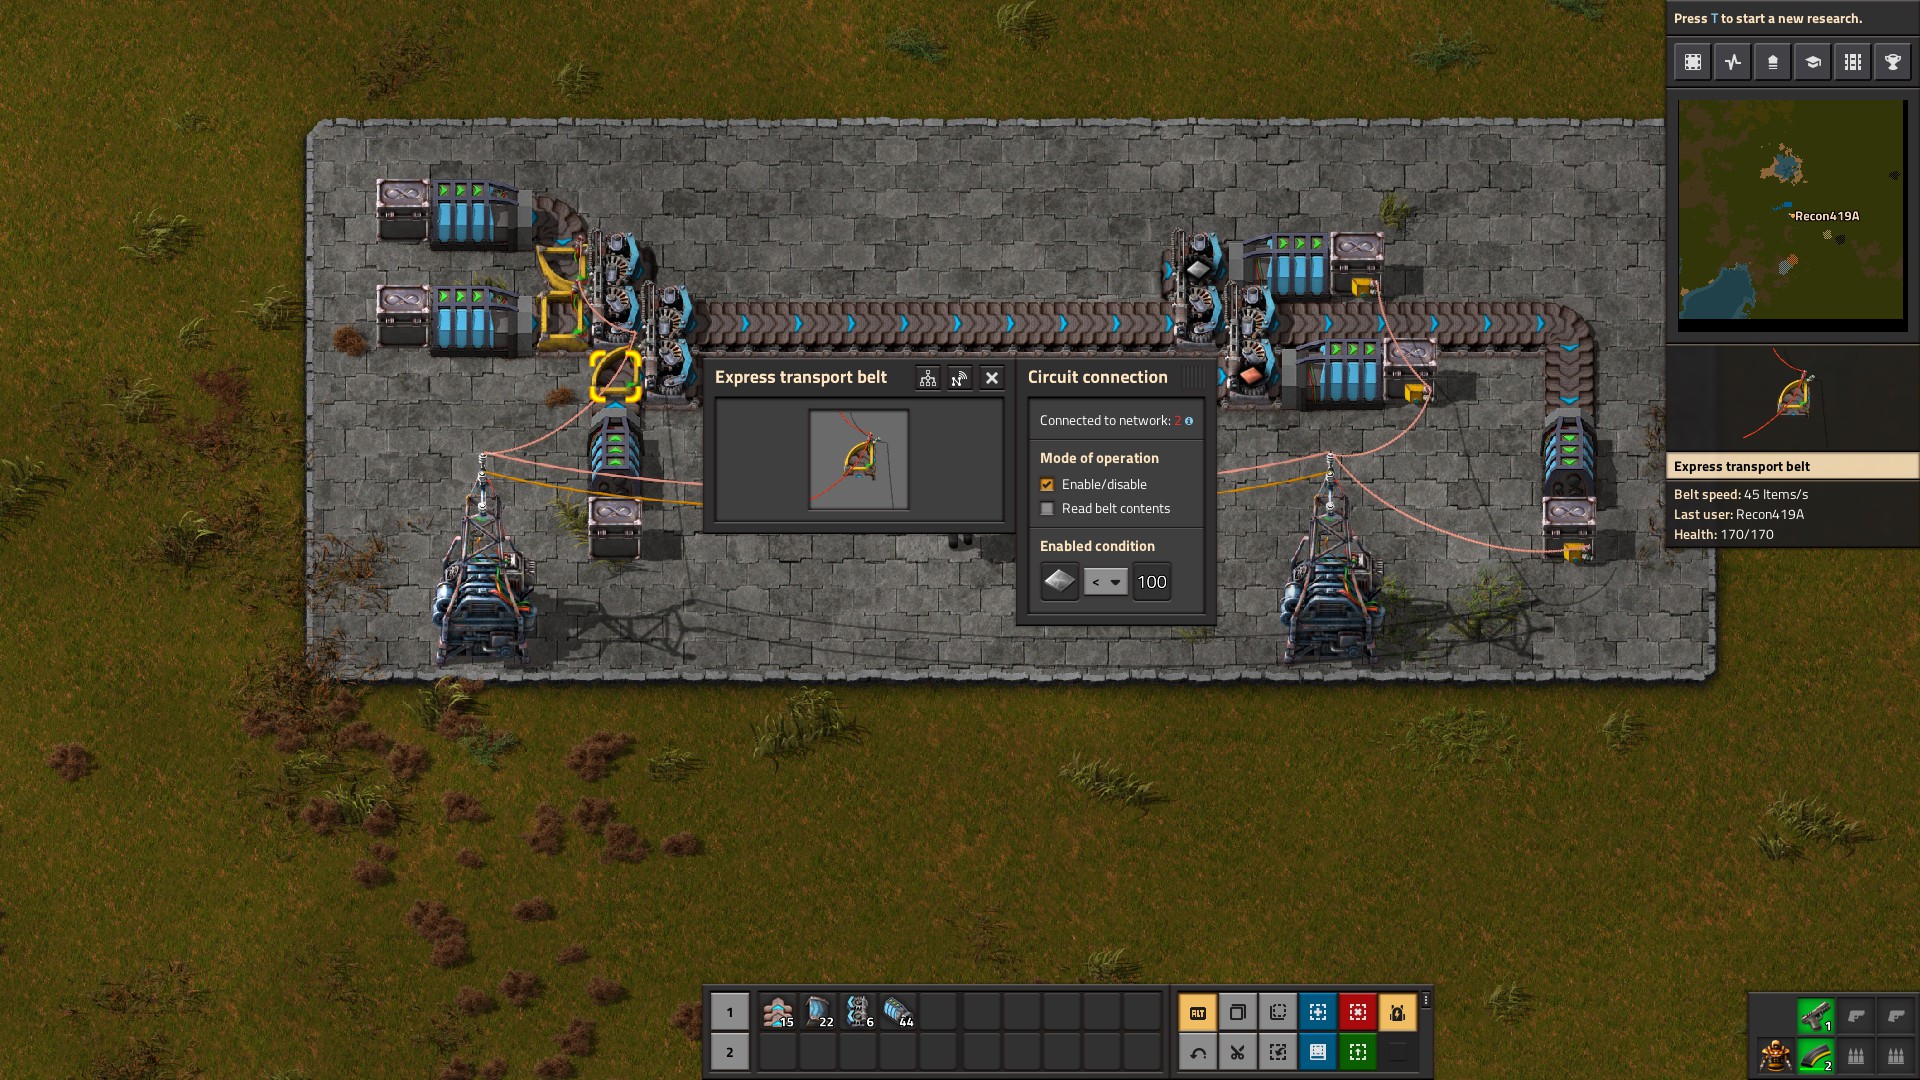 Press T to start a new research.
Recon419A
Express transport belt
Circuit connection
Connected to network: 2
Mode of operation
Enable/disable
Read belt contents
Enabled condition
< 100
Express transport belt
Belt speed: 45 Items/s
Last user: Recon419A
Health: 170/170
1 15 22 6 44 ALT
2
1
2